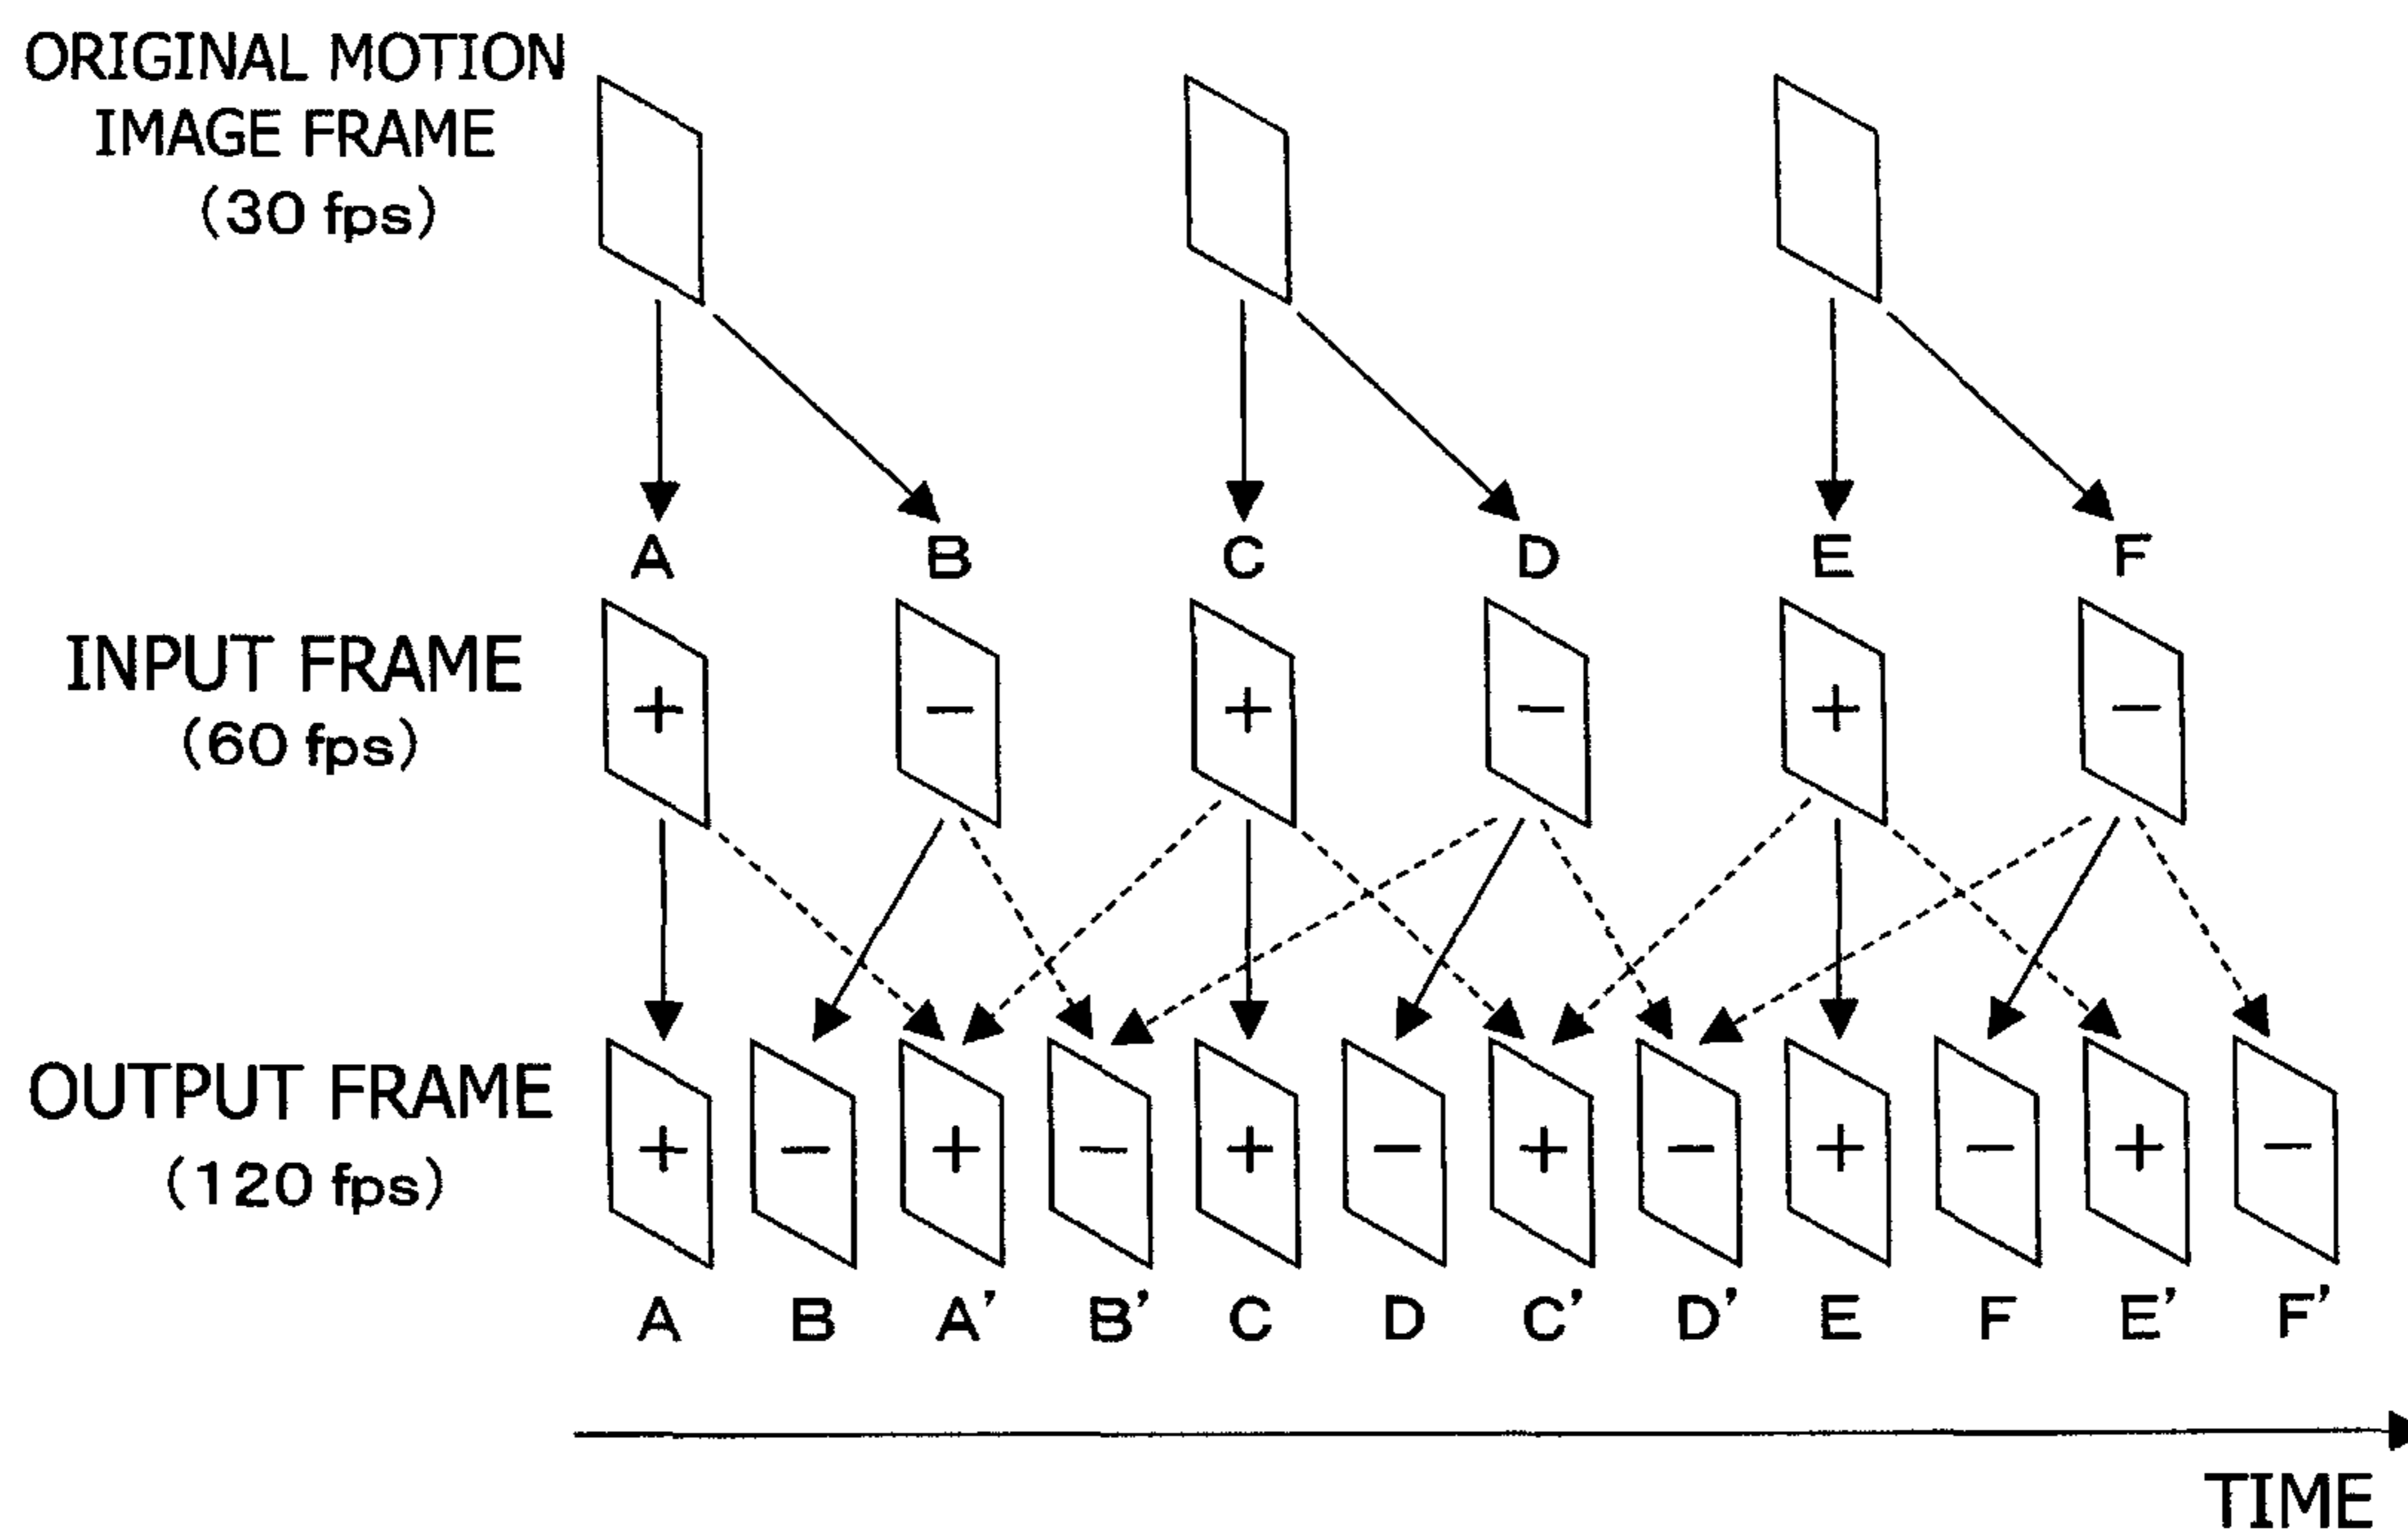 ORIGINAL MOTION
IMAGE FRAME
(30 fps)
A B C D E F
INPUT FRAME
(60 fps)
+ − + − + −
OUTPUT FRAME
(120 fps)
+ − + − + − + − + − + −
A B A’ B’ C D C’ D’ E F E’ F’
TIME